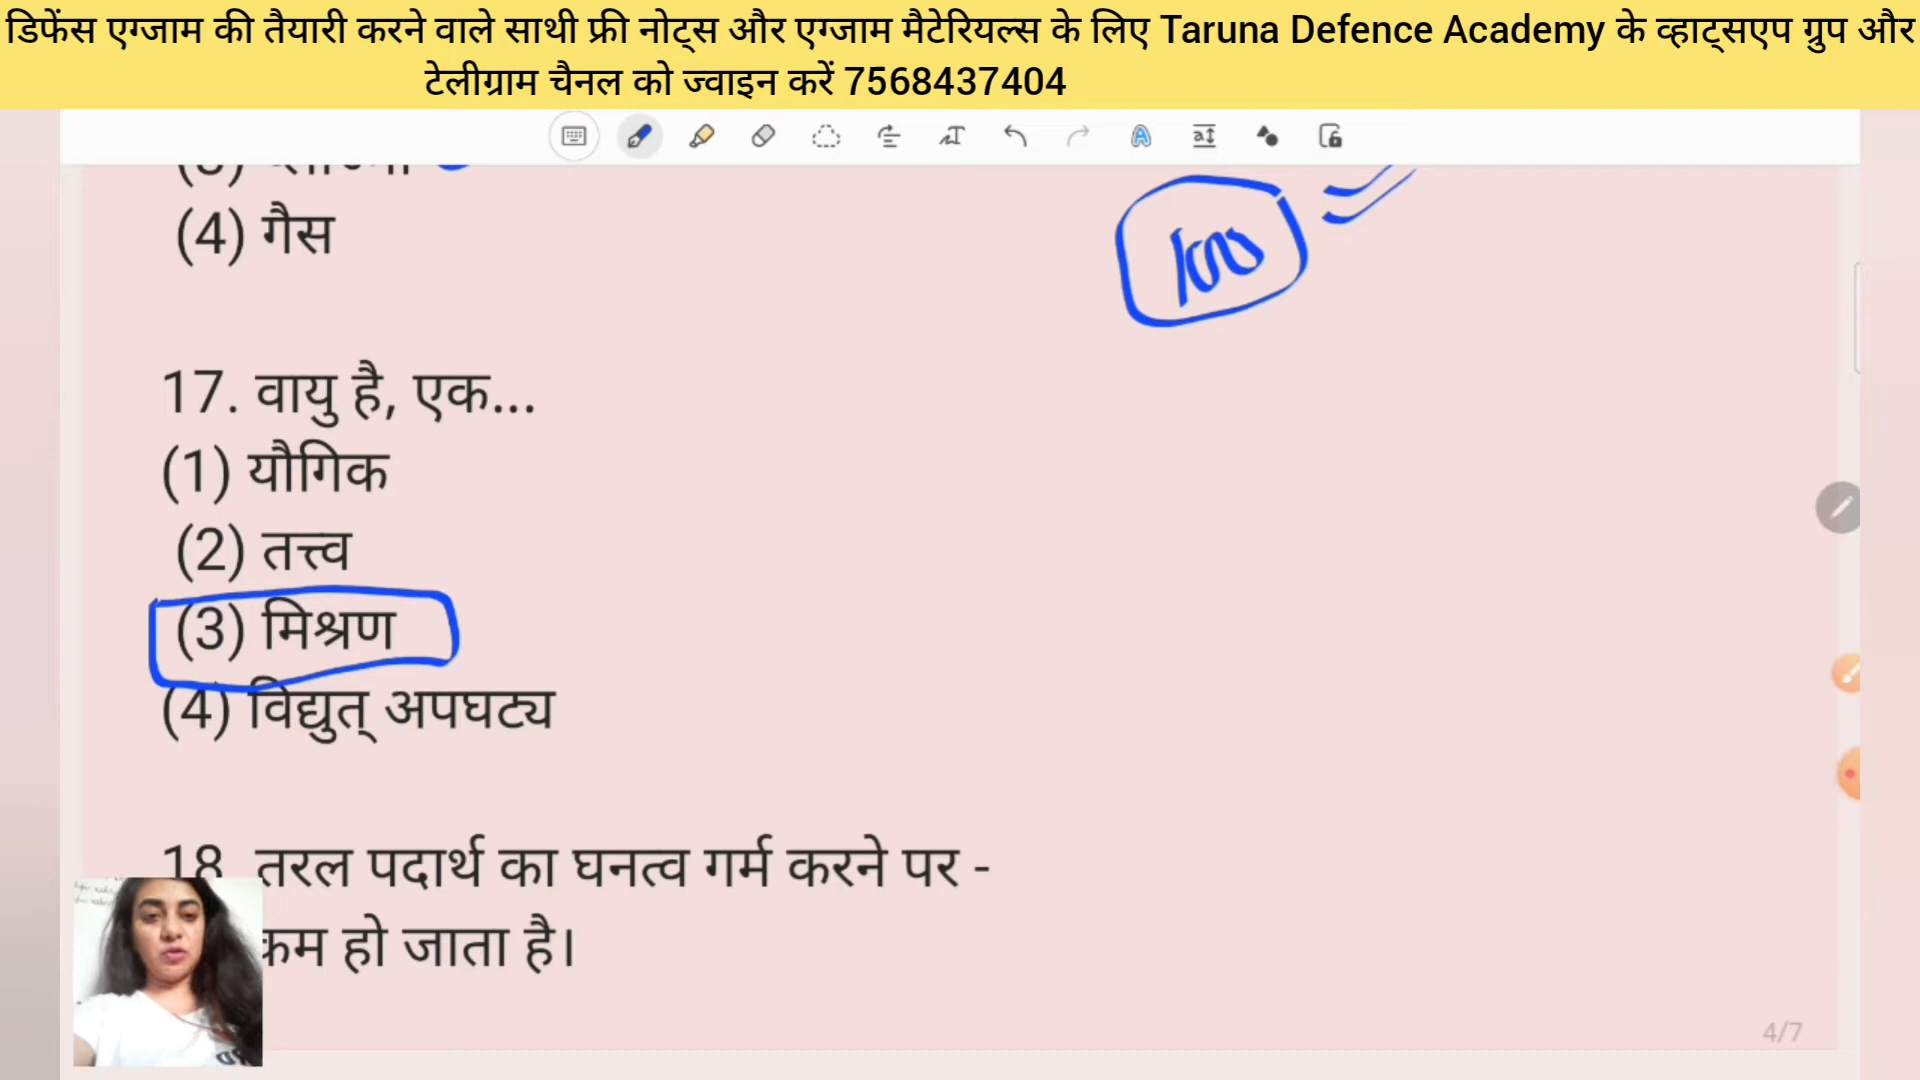 डिफेंस एग्जाम की तैयारी करने वाले साथी फ्री नोट्स और एग्जाम मैटेरियल्स के लिए Taruna Defence Academy के व्हाट्सएप ग्रुप और
टेलीग्राम चैनल को ज्वाइन करें 7568437404
(4) गैस
17. वायु है, एक...
(1) यौगिक
(2) तत्त्व
(3) मिश्रण
(4) विद्युत् अपघट्य
18. तरल पदार्थ का घनत्व गर्म करने पर -
कम हो जाता है।
4/7